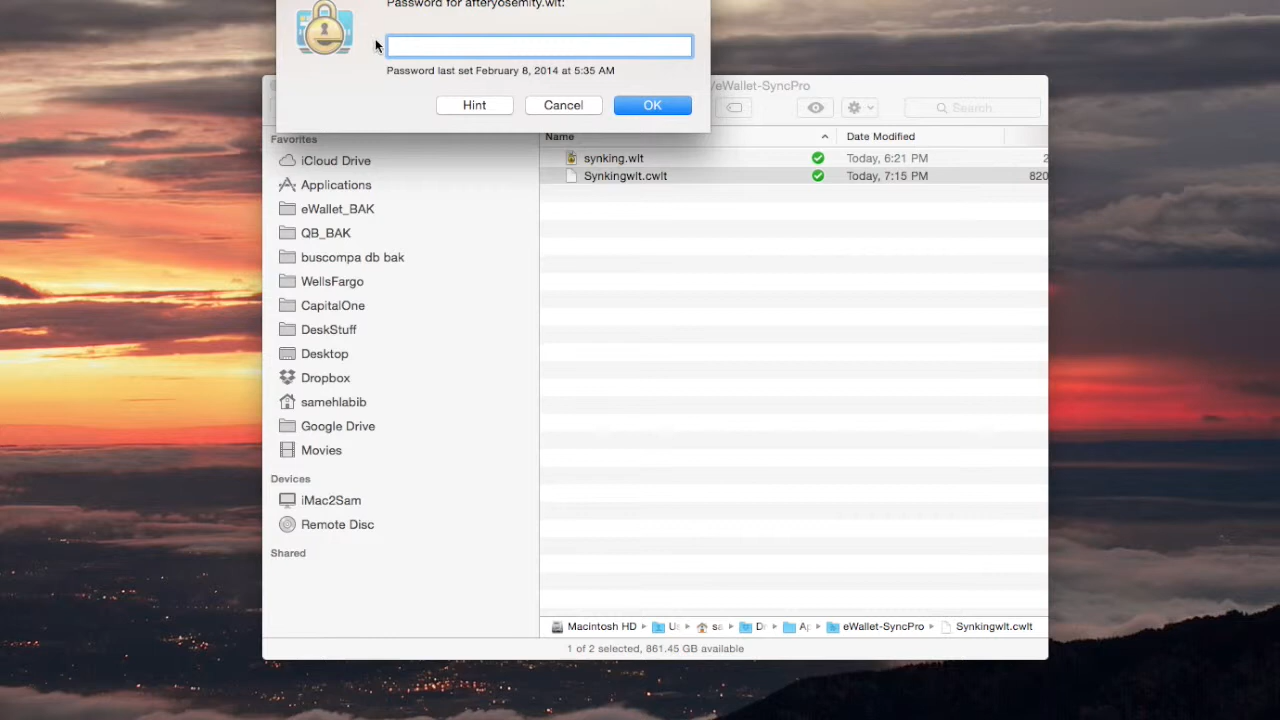 Password for afteryosemity.wlt:
Password last set February 8, 2014 at 5:35 AM
Hint
Cancel
OK
/eWallet-SyncPro
Search
Favorites
iCloud Drive
Applications
eWallet_BAK
QB_BAK
buscompa db bak
WellsFargo
CapitalOne
DeskStuff
Desktop
Dropbox
samehlabib
Google Drive
Movies
Devices
iMac2Sam
Remote Disc
Shared
Name
Date Modified
synking.wlt
Today, 6:21 PM
2
Synkingwlt.cwlt
Today, 7:15 PM
820
Macintosh HD
U
sa
D
A
eWallet-SyncPro
Synkingwlt.cwlt
1 of 2 selected, 861.45 GB available